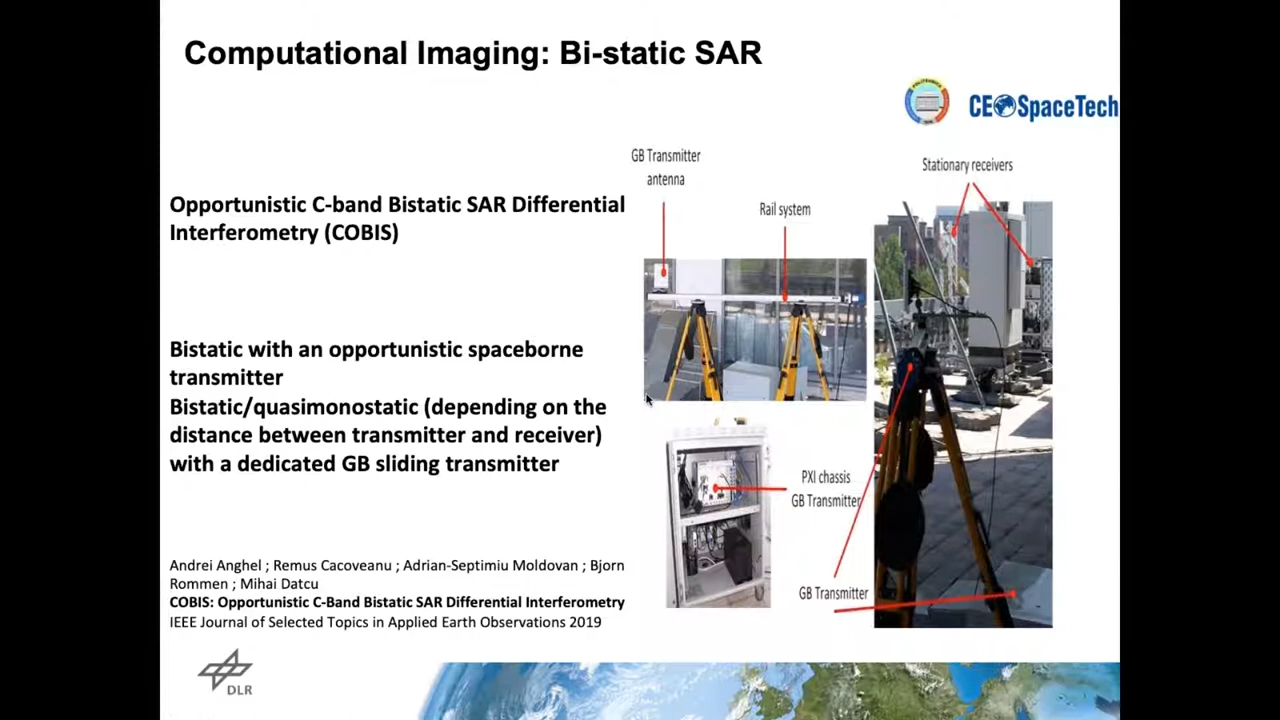 Computational Imaging: Bi-static SAR
CEOSpaceTech
GB Transmitter
antenna
Rail system
Stationary receivers
Opportunistic C-band Bistatic SAR Differential
Interferometry (COBIS)
Bistatic with an opportunistic spaceborne
transmitter
Bistatic/quasimonostatic (depending on the
distance between transmitter and receiver)
with a dedicated GB sliding transmitter
PXI chassis
GB Transmitter
GB Transmitter
Andrei Anghel ; Remus Cacoveanu ; Adrian-Septimiu Moldovan ; Bjorn
Rommen ; Mihai Datcu
COBIS: Opportunistic C-Band Bistatic SAR Differential Interferometry
IEEE Journal of Selected Topics in Applied Earth Observations 2019
DLR